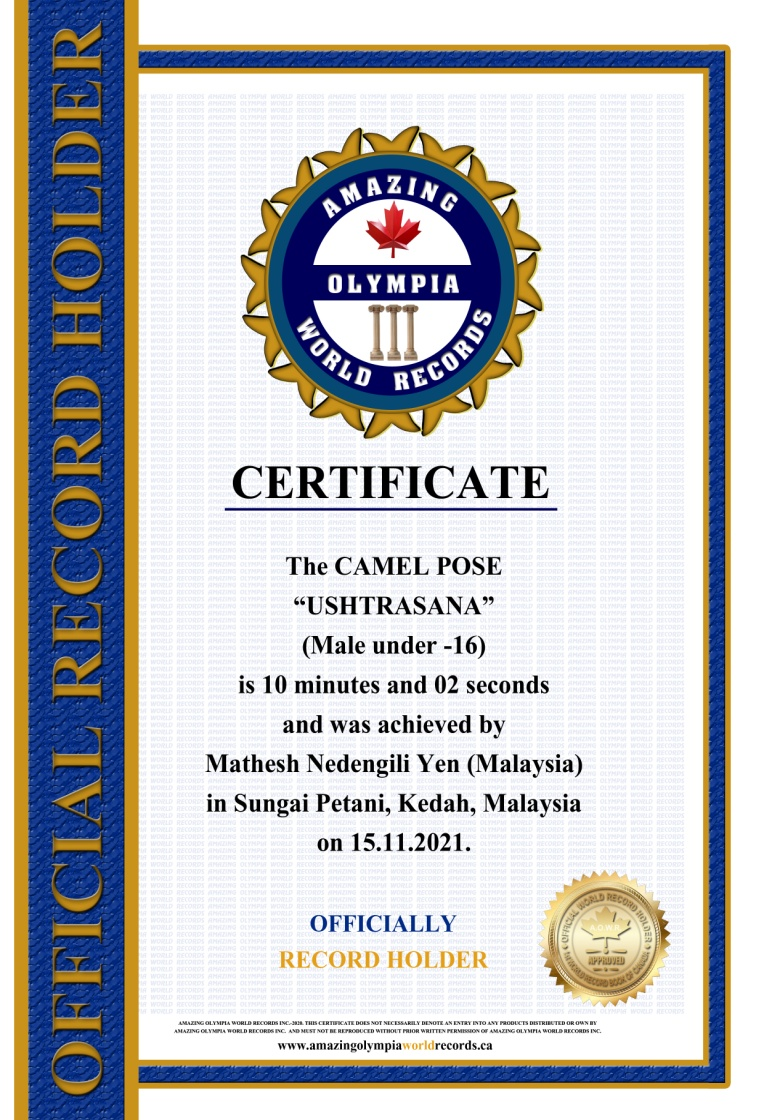 OFFICIAL RECORD HOLDER
AMAZING
OLYMPIA
WORLD RECORDS
CERTIFICATE
The CAMEL POSE
“USHTRASANA”
(Male under -16)
is 10 minutes and 02 seconds
and was achieved by
Mathesh Nedengili Yen (Malaysia)
in Sungai Petani, Kedah, Malaysia
on 15.11.2021.
OFFICIALLY
RECORD HOLDER
OFFICIAL WORLD RECORD HOLDER
A.O.W.R
APPROVED
RECORD BOOK OF CANADA
AMAZING OLYMPIA WORLD RECORDS INC.-2020. THIS CERTIFICATE DOES NOT NECESSARILY DENOTE AN ENTRY INTO ANY PRODUCTS DISTRIBUTED OR OWN BY
AMAZING OLYMPIA WORLD RECORDS INC. AND MUST NOT BE REPRODUCED WITHOUT PRIOR WRITTEN PERMISSION OF AMAZING OLYMPIA WORLD RECORDS INC.
www.amazingolympiaworldrecords.ca